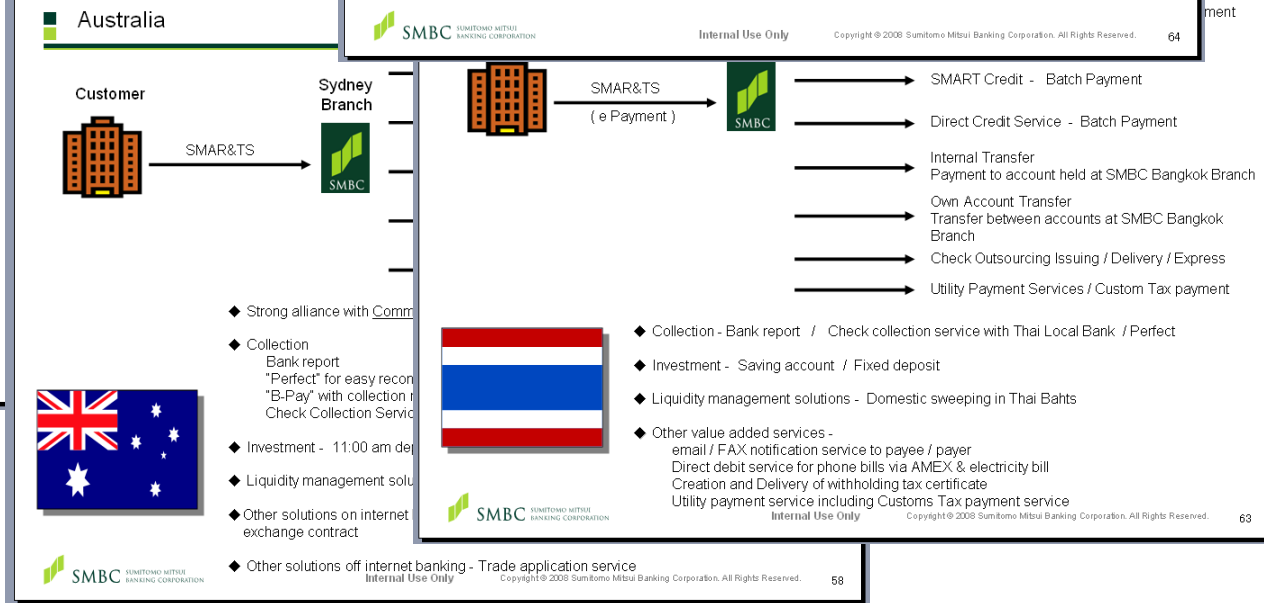 Australia
Customer
Sydney
Branch
SMAR&TS
SMBC
Strong alliance with Comm
Collection
Bank report
"Perfect" for easy recon
"B-Pay" with collection
Check Collection Servic
Investment - 11:00 am dep
Liquidity management solu
Other solutions on internet
exchange contract
Other solutions off internet banking - Trade application service
SMBC SUMITOMO MITSUI
BANKING CORPORATION
Internal Use Only
Copyright © 2008 Sumitomo Mitsui Banking Corporation. All Rights Reserved.
58
SMBC SUMITOMO MITSUI
BANKING CORPORATION
Internal Use Only
Copyright © 2008 Sumitomo Mitsui Banking Corporation. All Rights Reserved.
64
ment
SMAR&TS
( e Payment )
SMBC
SMART Credit - Batch Payment
Direct Credit Service - Batch Payment
Internal Transfer
Payment to account held at SMBC Bangkok Branch
Own Account Transfer
Transfer between accounts at SMBC Bangkok
Branch
Check Outsourcing Issuing / Delivery / Express
Utility Payment Services / Custom Tax payment
Collection - Bank report / Check collection service with Thai Local Bank / Perfect
Investment - Saving account / Fixed deposit
Liquidity management solutions - Domestic sweeping in Thai Bahts
Other value added services -
email / FAX notification service to payee / payer
Direct debit service for phone bills via AMEX & electricity bill
Creation and Delivery of withholding tax certificate
Utility payment service including Customs Tax payment service
SMBC SUMITOMO MITSUI
BANKING CORPORATION
Internal Use Only
Copyright © 2008 Sumitomo Mitsui Banking Corporation. All Rights Reserved.
63